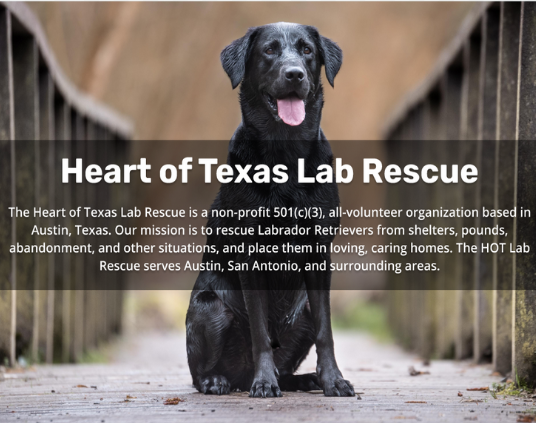 Heart of Texas Lab Rescue
The Heart of Texas Lab Rescue is a non-profit 501(c)(3), all-volunteer organization based in
Austin, Texas. Our mission is to rescue Labrador Retrievers from shelters, pounds,
abandonment, and other situations, and place them in loving, caring homes. The HOT Lab
Rescue serves Austin, San Antonio, and surrounding areas.